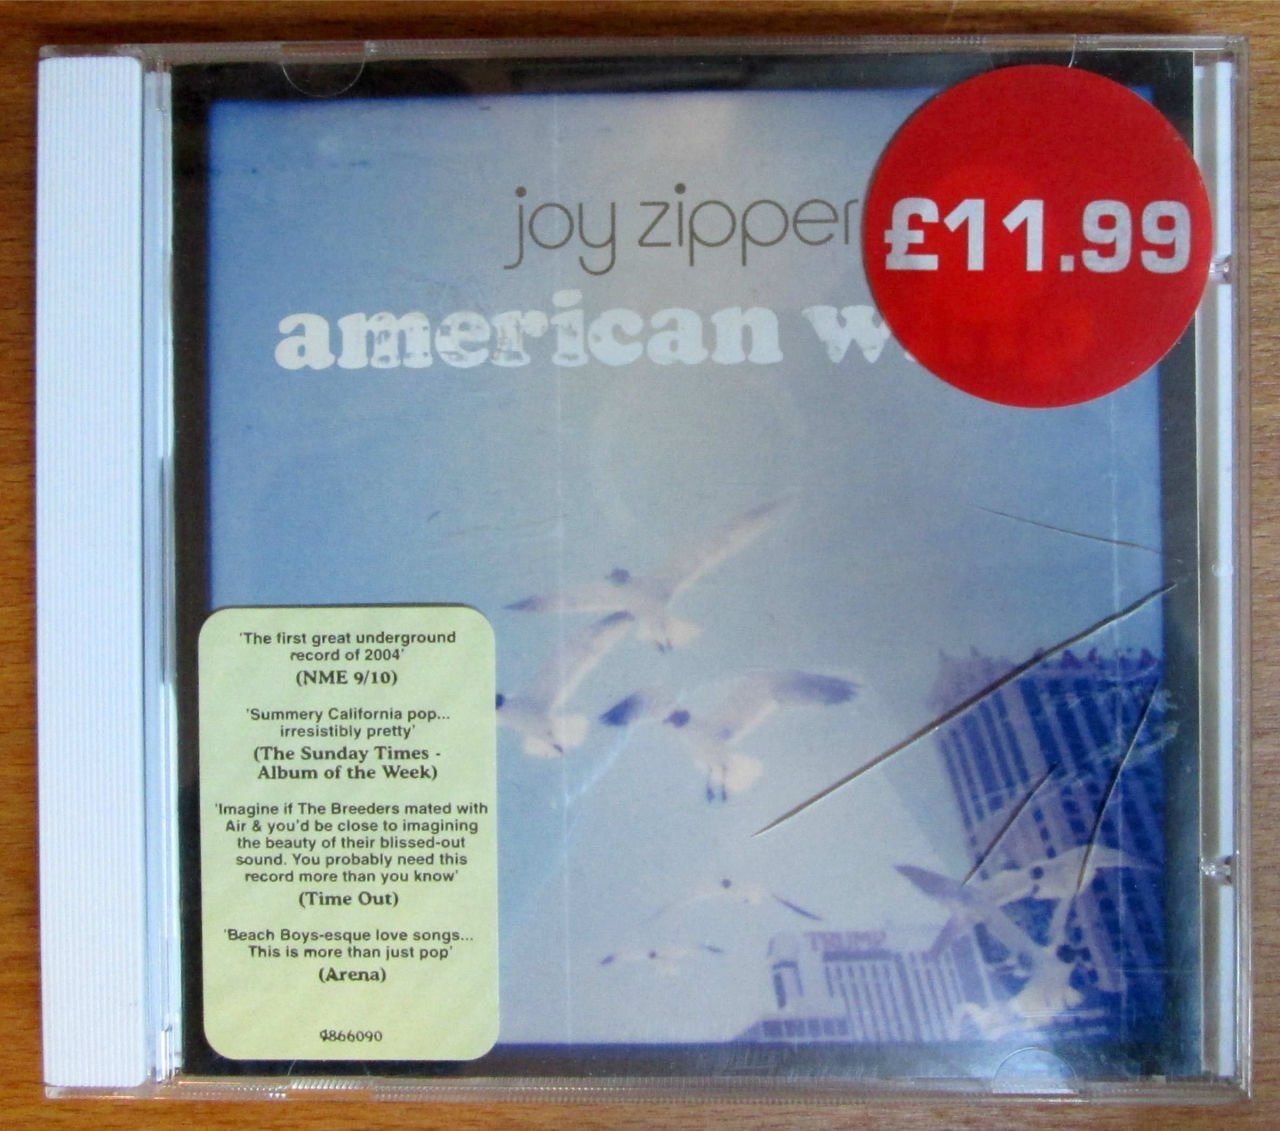 joy zipper
american w
£11.99
'The first great underground
record of 2004'
(NME 9/10)
'Summery California pop...
irresistibly pretty'
(The Sunday Times -
Album of the Week)
'Imagine if The Breeders mated with
Air & you'd be close to imagining
the beauty of their blissed-out
sound. You probably need this
record more than you know'
(Time Out)
'Beach Boys-esque love songs...
This is more than just pop'
(Arena)
9866090
TRUMP